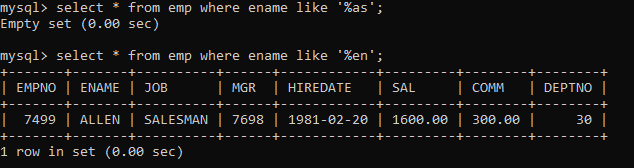 mysql> select * from emp where ename like '%as';
Empty set (0.00 sec)
mysql> select * from emp where ename like '%en';
+-------+-------+----------+------+------------+---------+--------+--------+
| EMPNO | ENAME | JOB      | MGR  | HIREDATE   | SAL     | COMM   | DEPTNO |
+-------+-------+----------+------+------------+---------+--------+--------+
|  7499 | ALLEN | SALESMAN | 7698 | 1981-02-20 | 1600.00 | 300.00 |     30 |
+-------+-------+----------+------+------------+---------+--------+--------+
1 row in set (0.00 sec)